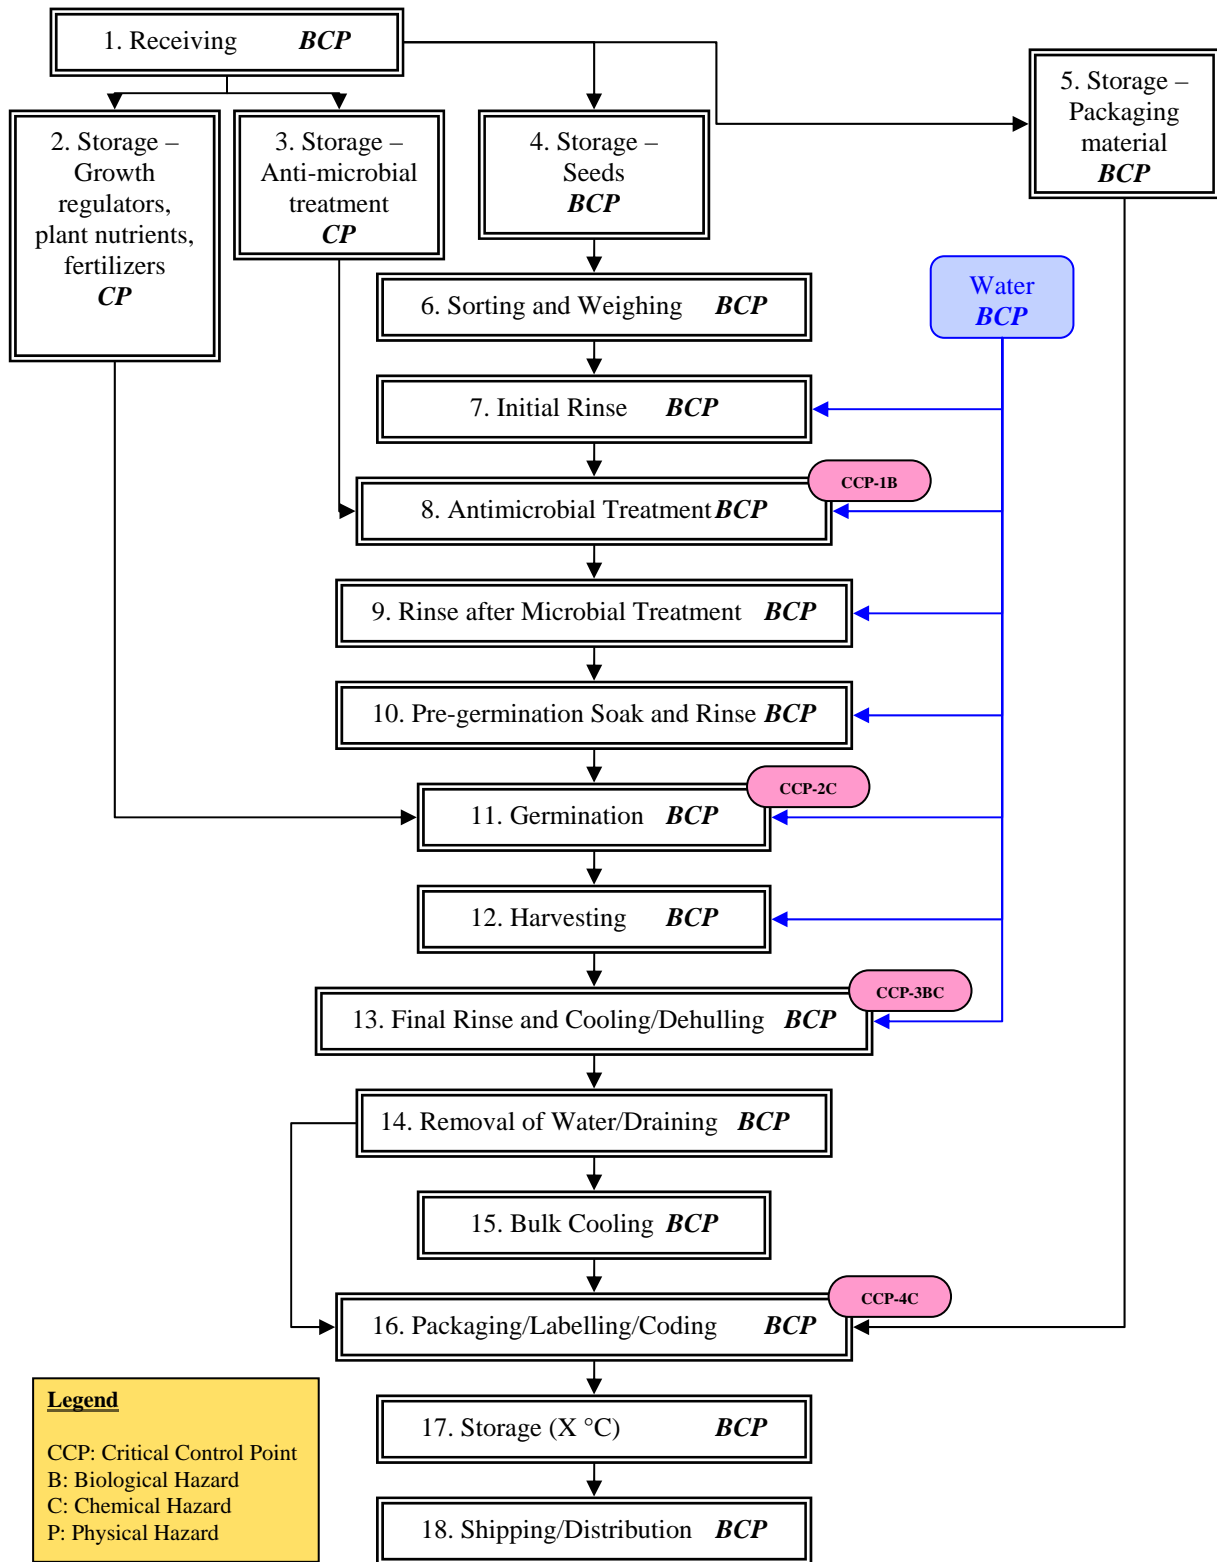 1. Receiving BCP
2. Storage –
Growth
regulators,
plant nutrients,
fertilizers
CP
3. Storage –
Anti-microbial
treatment
CP
4. Storage –
Seeds
BCP
5. Storage –
Packaging
material
BCP
6. Sorting and Weighing BCP
Water
BCP
7. Initial Rinse BCP
CCP-1B
8. Antimicrobial Treatment BCP
9. Rinse after Microbial Treatment BCP
10. Pre-germination Soak and Rinse BCP
CCP-2C
11. Germination BCP
12. Harvesting BCP
CCP-3BC
13. Final Rinse and Cooling/Dehulling BCP
14. Removal of Water/Draining BCP
15. Bulk Cooling BCP
CCP-4C
16. Packaging/Labelling/Coding BCP
17. Storage (X °C) BCP
18. Shipping/Distribution BCP
Legend
CCP: Critical Control Point
B: Biological Hazard
C: Chemical Hazard
P: Physical Hazard